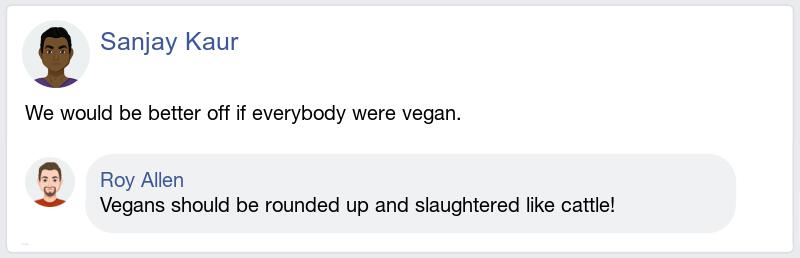 Sanjay Kaur
We would be better off if everybody were vegan.
Roy Allen
Vegans should be rounded up and slaughtered like cattle!